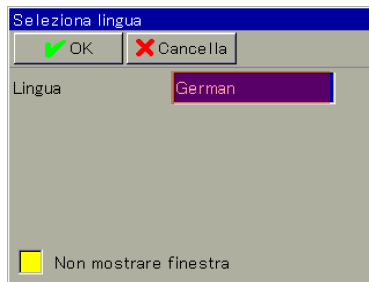 Seleziona lingua
OK Cancella
Lingua German
Non mostrare finestra